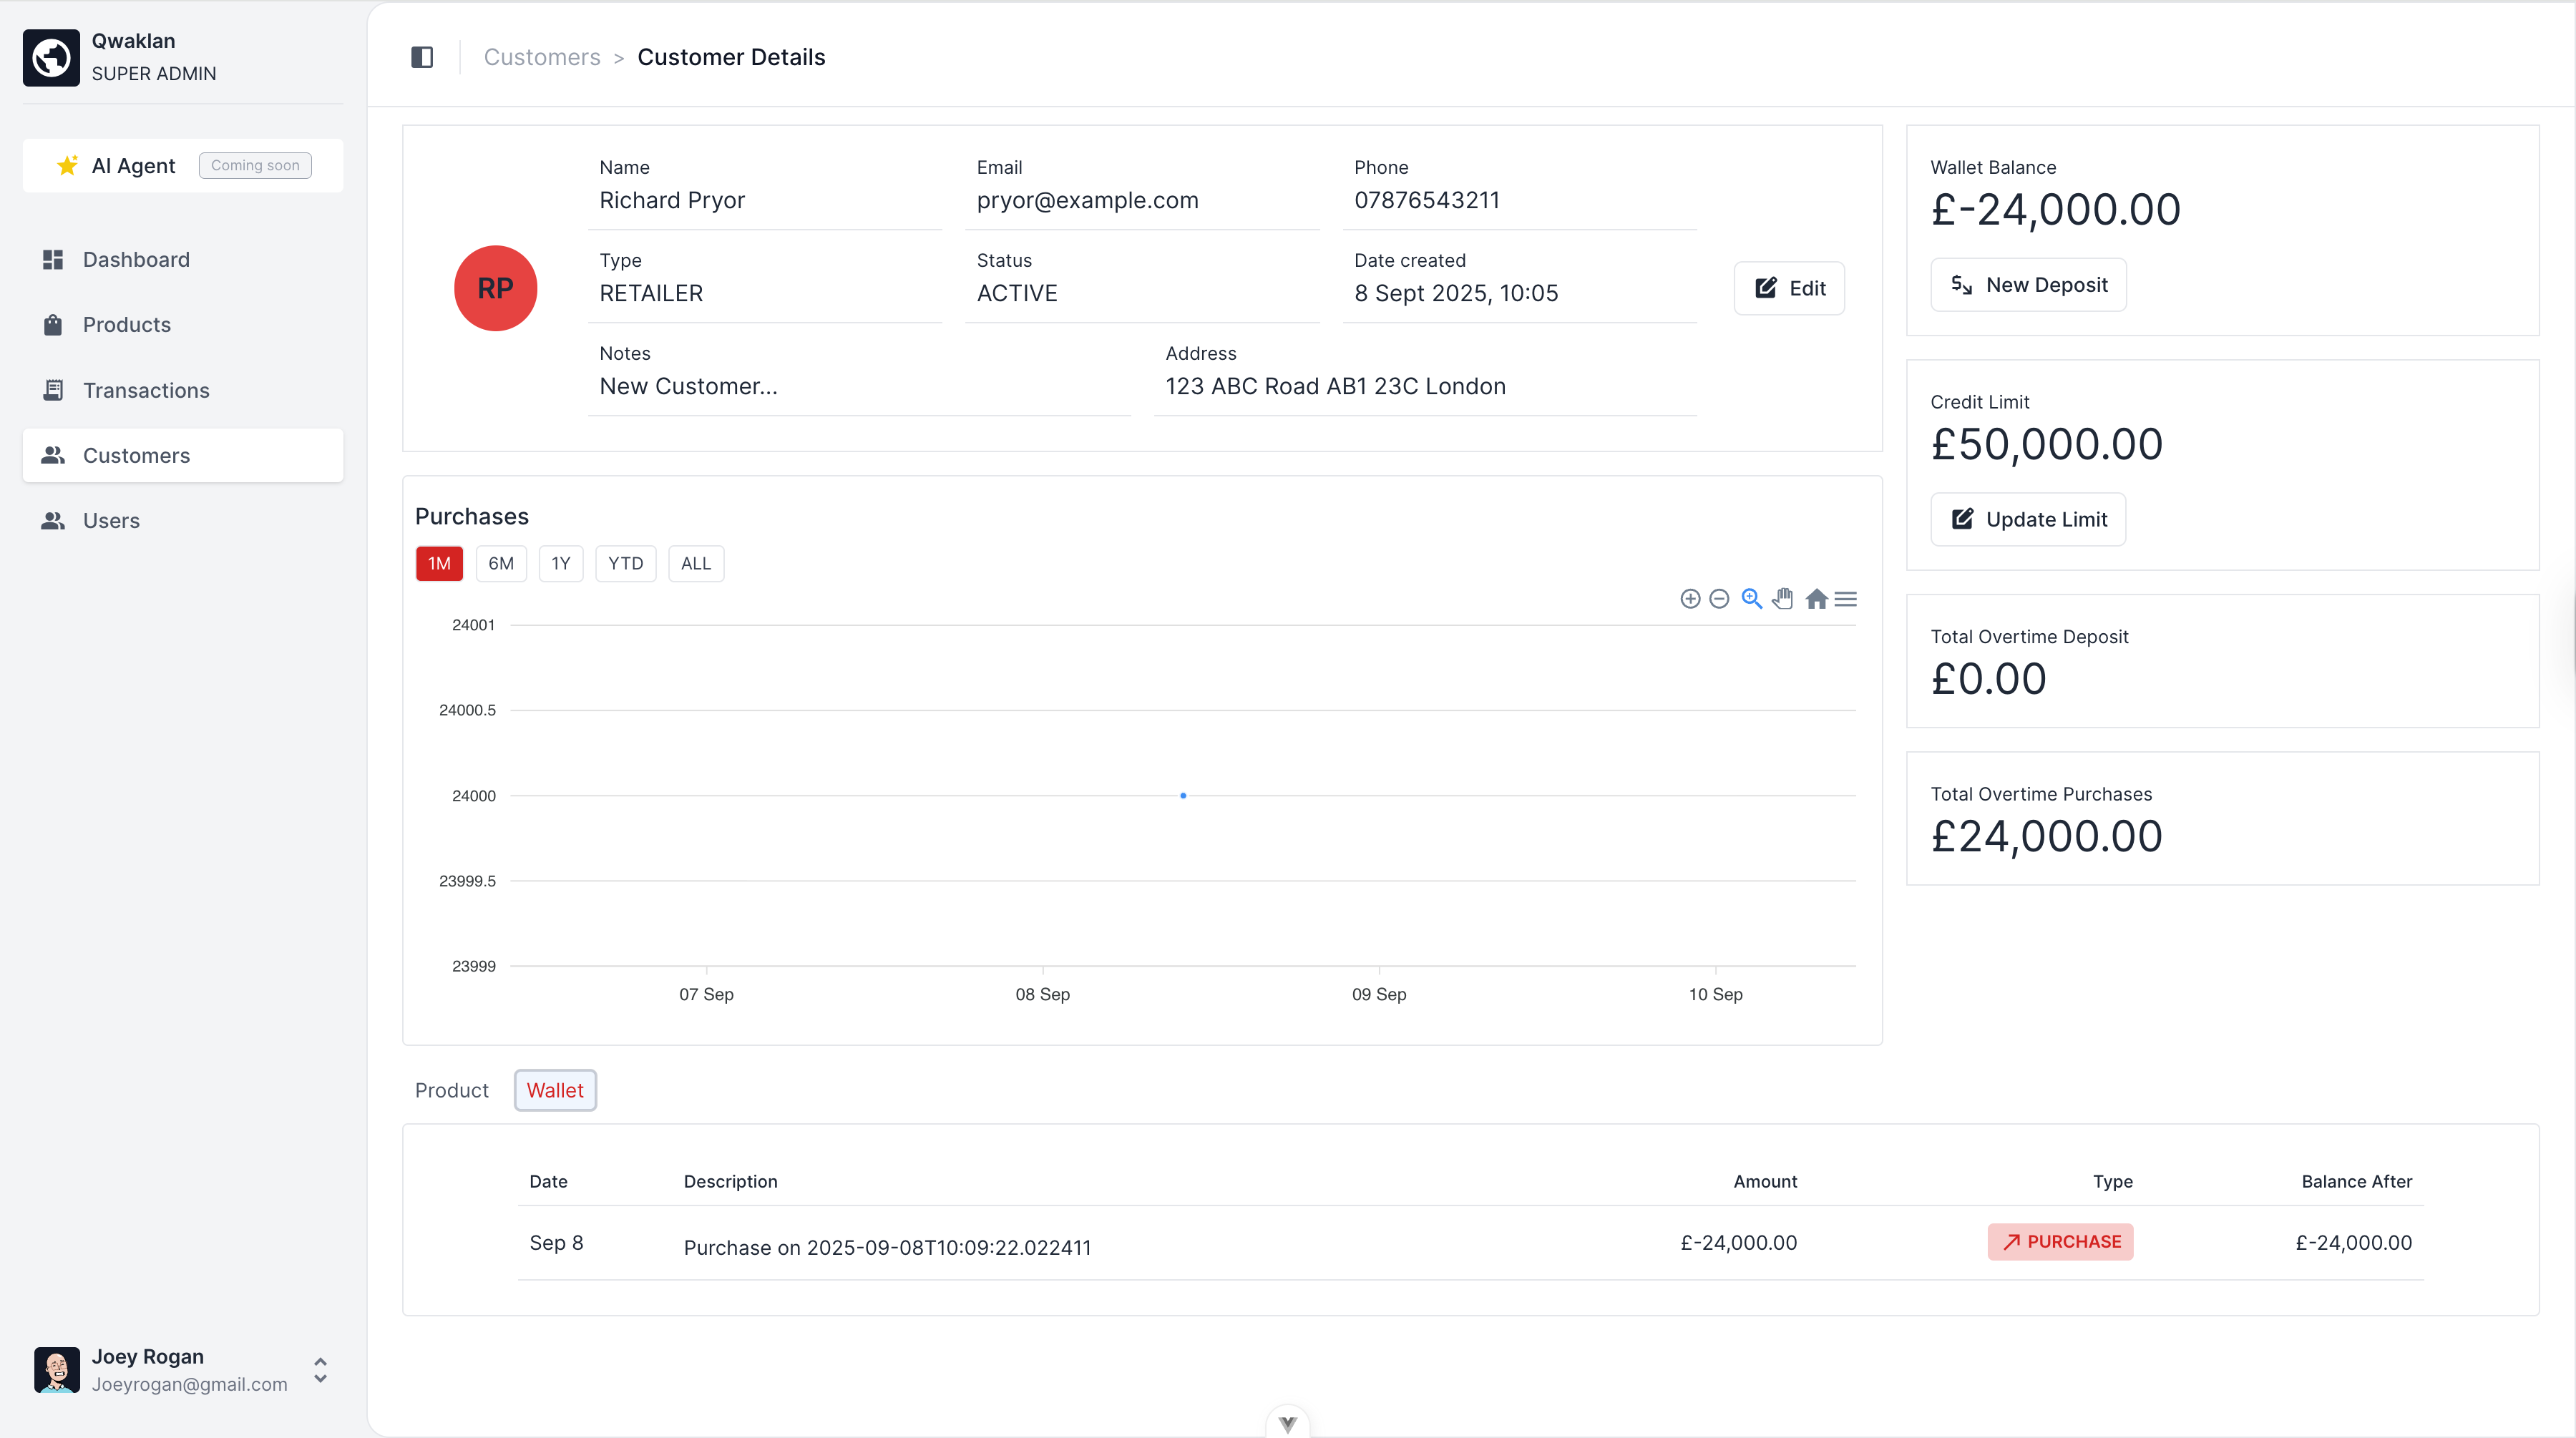 Qwaklan
SUPER ADMIN
AI Agent Coming soon
Dashboard
Products
Transactions
Customers
Users
Joey Rogan
Joeyrogan@gmail.com
Customers > Customer Details
RP
Name
Richard Pryor
Email
pryor@example.com
Phone
07876543211
Type
RETAILER
Status
ACTIVE
Date created
8 Sept 2025, 10:05
Notes
New Customer...
Address
123 ABC Road AB1 23C London
Edit
Wallet Balance
£-24,000.00
New Deposit
Credit Limit
£50,000.00
Update Limit
Total Overtime Deposit
£0.00
Total Overtime Purchases
£24,000.00
Purchases
1M 6M 1Y YTD ALL
24001
24000.5
24000
23999.5
23999
07 Sep 08 Sep 09 Sep 10 Sep
Product Wallet
Date Description Amount Type Balance After
Sep 8 Purchase on 2025-09-08T10:09:22.022411 £-24,000.00 PURCHASE £-24,000.00